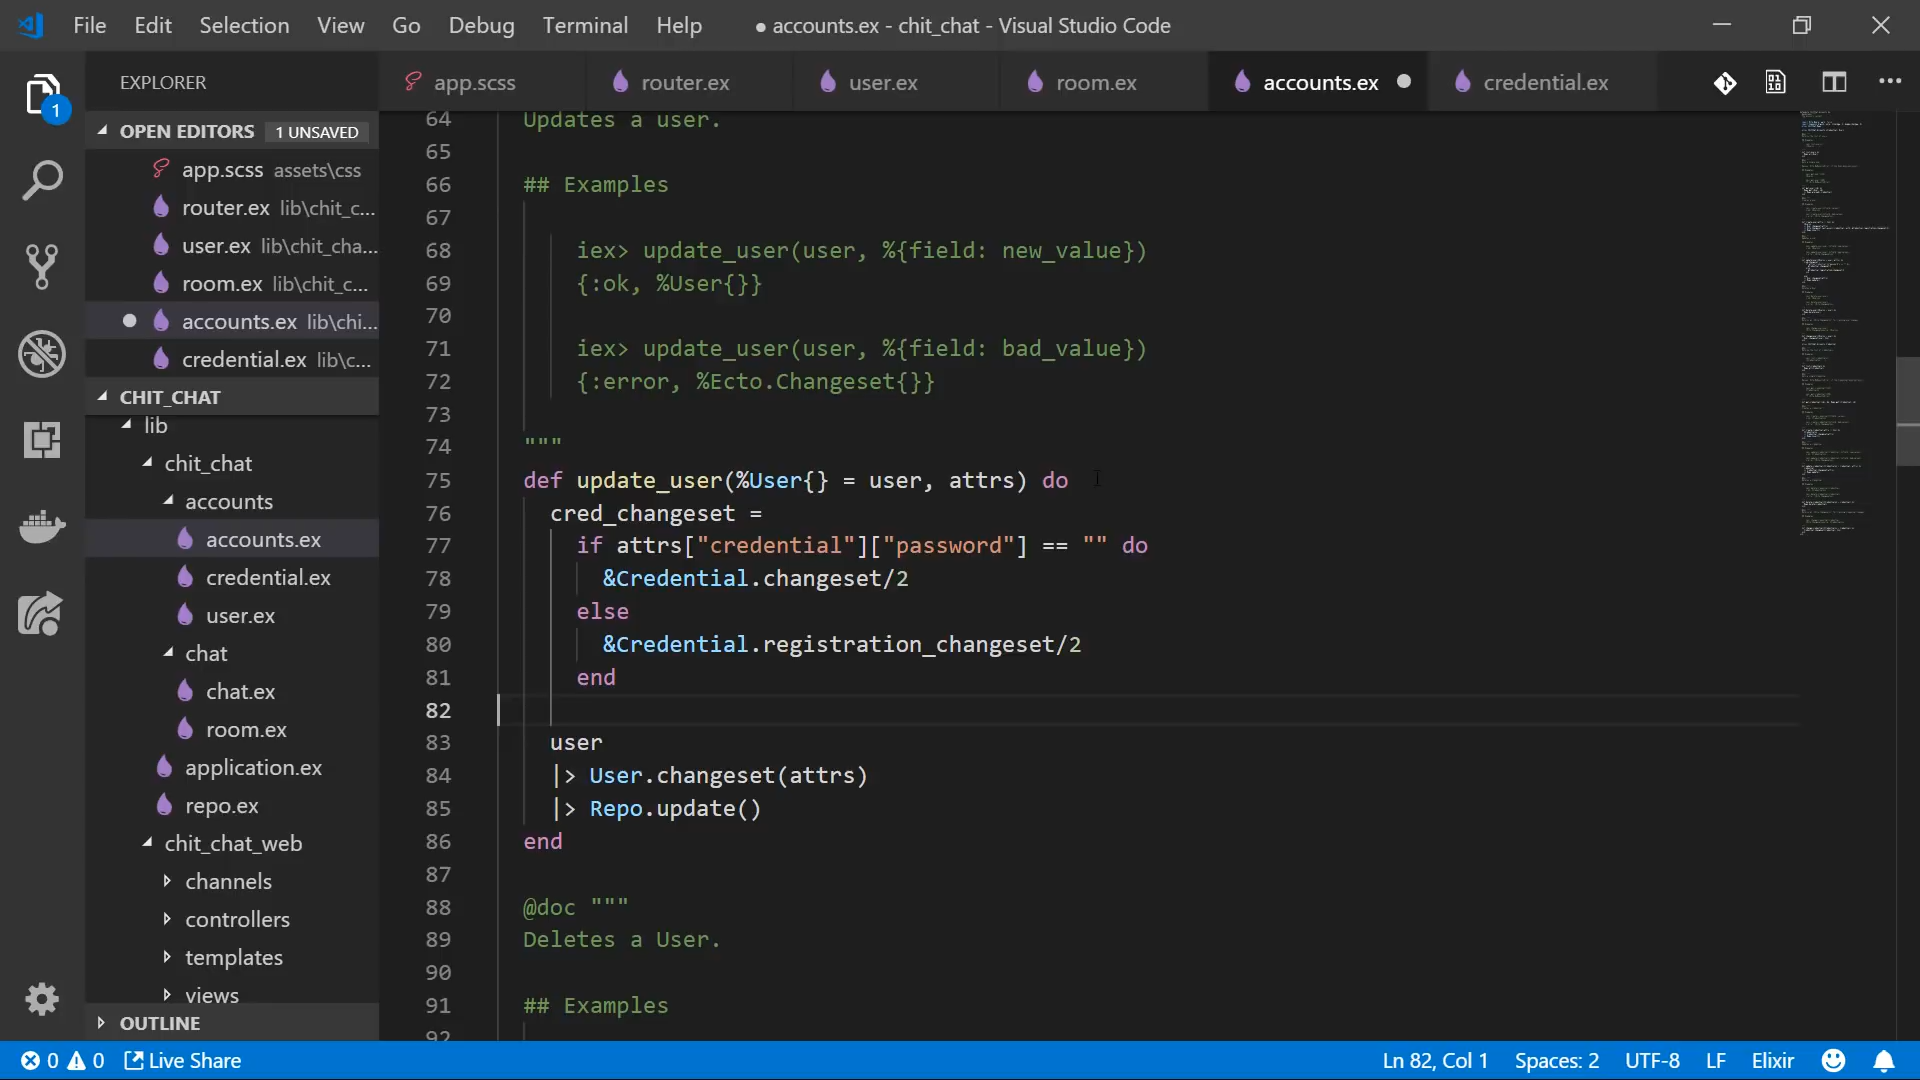 File Edit Selection View Go Debug Terminal Help ● accounts.ex - chit_chat - Visual Studio Code
EXPLORER
app.scss router.ex user.ex room.ex accounts.ex credential.ex
OPEN EDITORS 1 UNSAVED
1
app.scss assets\css
router.ex lib\chit_c...
user.ex lib\chit_cha...
room.ex lib\chit_c...
accounts.ex lib\chi...
credential.ex lib\c...
CHIT_CHAT
lib
chit_chat
accounts
accounts.ex
credential.ex
user.ex
chat
chat.ex
room.ex
application.ex
repo.ex
chit_chat_web
channels
controllers
templates
views
OUTLINE
64 Updates a user.
65
66 ## Examples
67
68 iex> update_user(user, %{field: new_value})
69 {:ok, %User{}}
70
71 iex> update_user(user, %{field: bad_value})
72 {:error, %Ecto.Changeset{}}
73
74 """
75 def update_user(%User{} = user, attrs) do
76 cred_changeset =
77 if attrs["credential"]["password"] == "" do
78 &Credential.changeset/2
79 else
80 &Credential.registration_changeset/2
81 end
82
83 user
84 |> User.changeset(attrs)
85 |> Repo.update()
86 end
87
88 @doc """
89 Deletes a User.
90
91 ## Examples
92
0 0 Live Share Ln 82, Col 1 Spaces: 2 UTF-8 LF Elixir